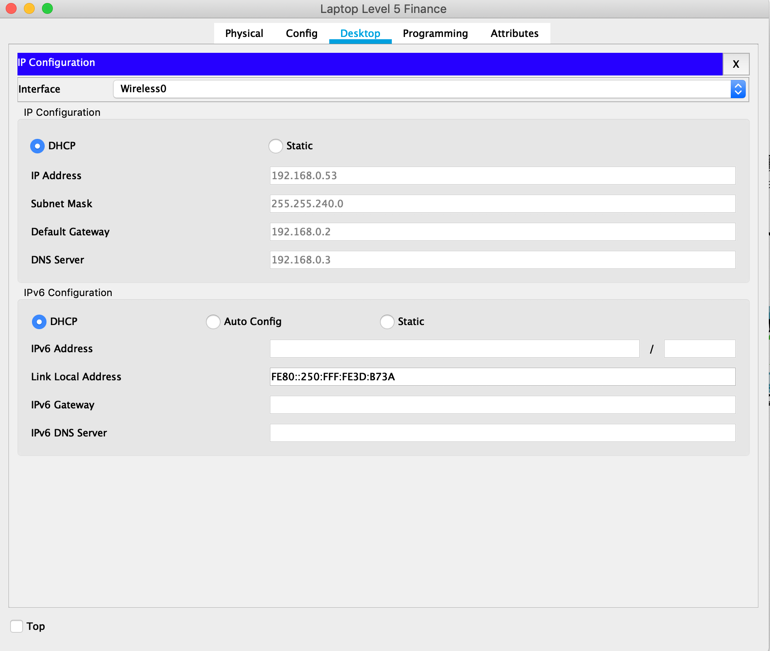 Laptop Level 5 Finance
Physical Config Desktop Programming Attributes
IP Configuration X
Interface Wireless0
IP Configuration
DHCP Static
IP Address 192.168.0.53
Subnet Mask 255.255.240.0
Default Gateway 192.168.0.2
DNS Server 192.168.0.3
IPv6 Configuration
DHCP Auto Config Static
IPv6 Address /
Link Local Address FE80::250:FFF:FE3D:B73A
IPv6 Gateway
IPv6 DNS Server
Top